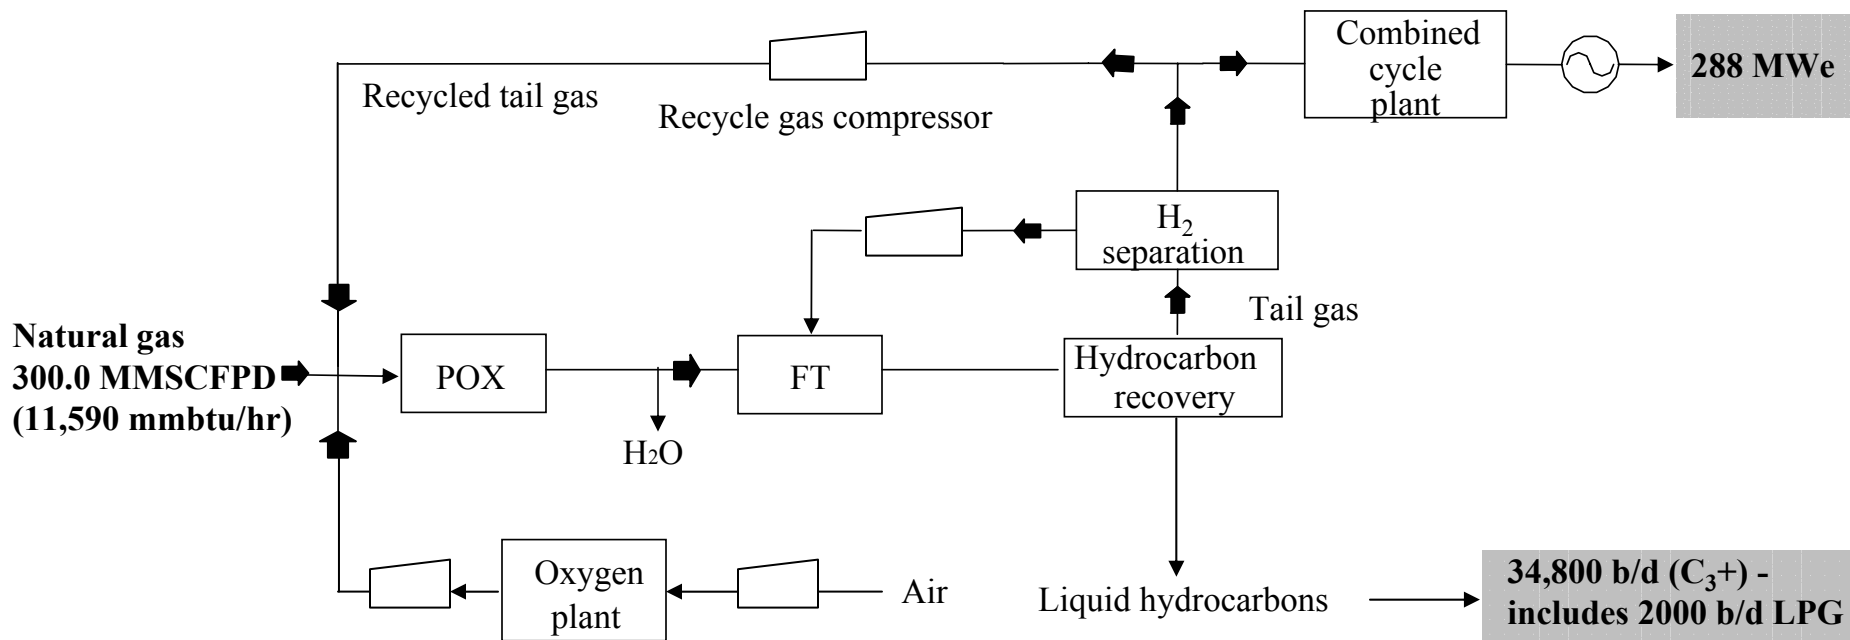 Combined
cycle
plant
288 MWe
Recycled tail gas
Recycle gas compressor
H₂
separation
Tail gas
Natural gas
300.0 MMSCFPD
(11,590 mmbtu/hr)
POX
FT
Hydrocarbon
recovery
H₂O
Oxygen
plant
Air
Liquid hydrocarbons
34,800 b/d (C₃+) -
includes 2000 b/d LPG